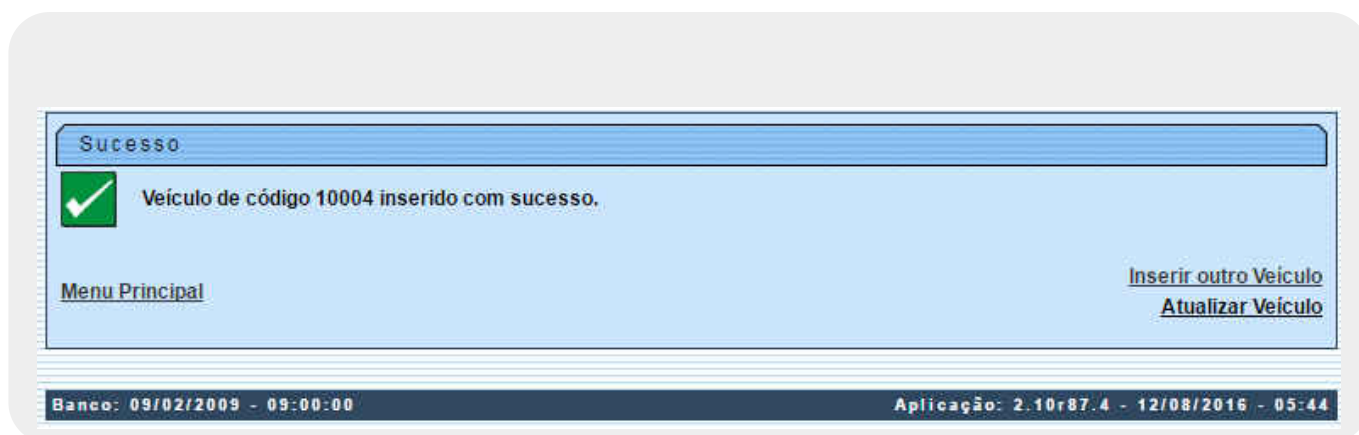 Sucesso
Veículo de código 10004 inserido com sucesso.
Menu Principal
Inserir outro Veículo
Atualizar Veículo
Banco: 09/02/2009 - 09:00:00
Aplicação: 2.10r87.4 - 12/08/2016 - 05:44